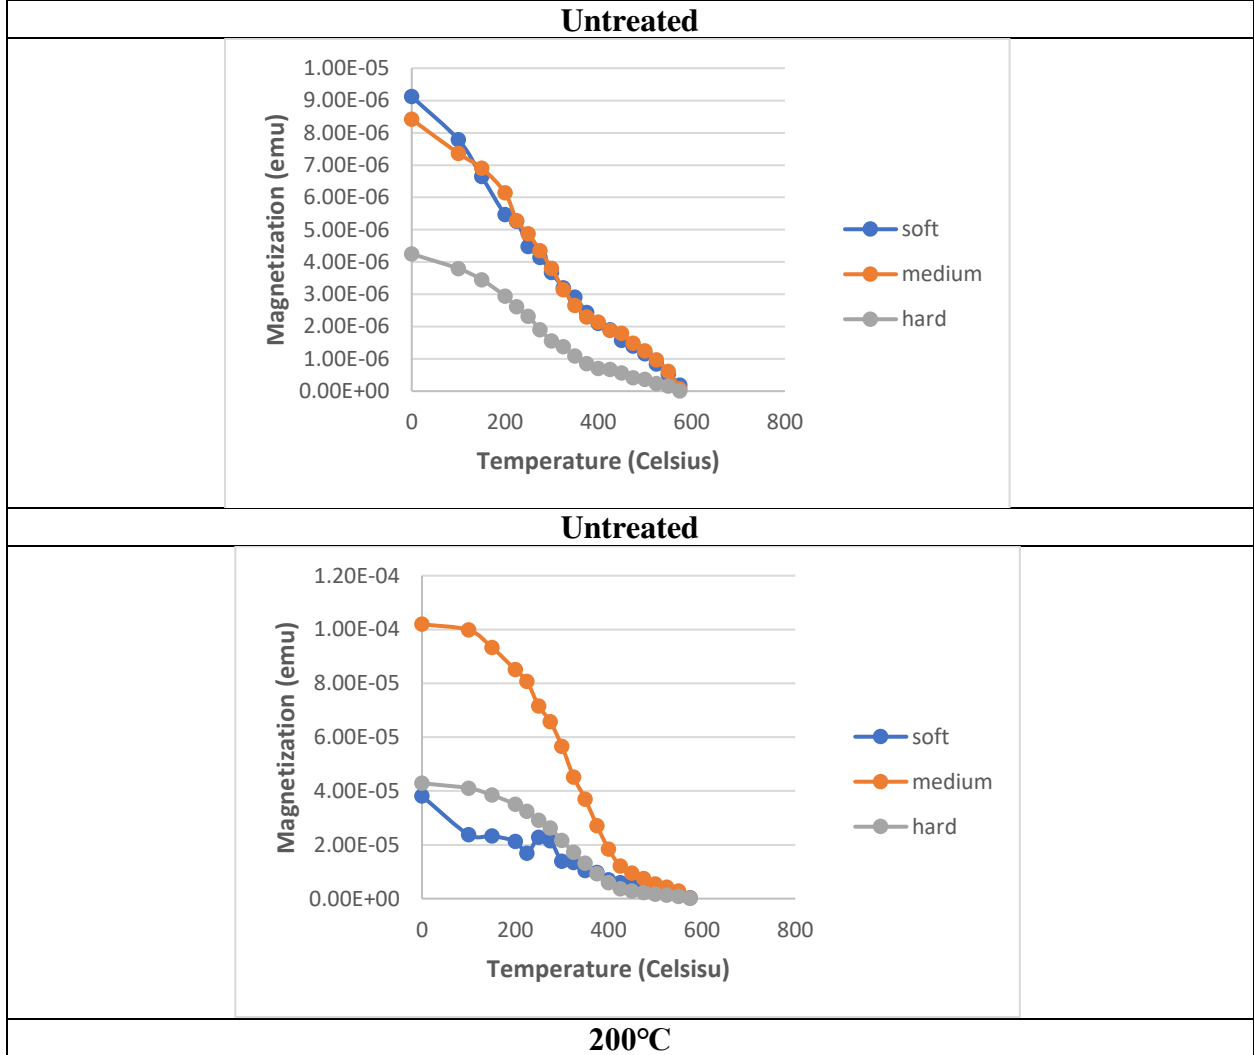 Untreated
1.00E-05
9.00E-06
8.00E-06
7.00E-06
6.00E-06
5.00E-06
4.00E-06
3.00E-06
2.00E-06
1.00E-06
0.00E+00
Magnetization (emu)
0 200 400 600 800
Temperature (Celsius)
soft
medium
hard
Untreated
1.20E-04
1.00E-04
8.00E-05
6.00E-05
4.00E-05
2.00E-05
0.00E+00
Magnetization (emu)
0 200 400 600 800
Temperature (Celsisu)
soft
medium
hard
200°C